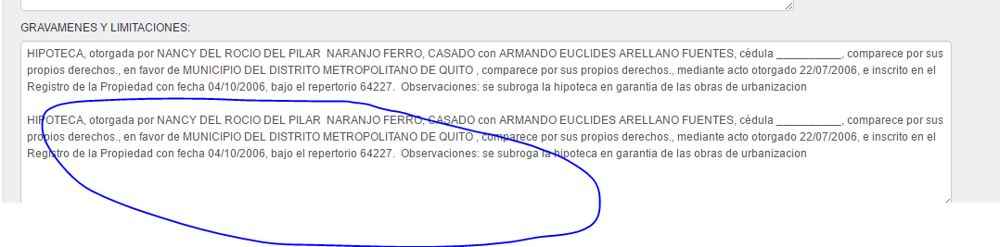 GRAVAMENES Y LIMITACIONES:
HIPOTECA, otorgada por NANCY DEL ROCIO DEL PILAR  NARANJO FERRO, CASADO con ARMANDO EUCLIDES ARELLANO FUENTES, cédula __________, comparece por sus
propios derechos., en favor de MUNICIPIO DEL DISTRITO METROPOLITANO DE QUITO , comparece por sus propios derechos., mediante acto otorgado 22/07/2006, e inscrito en el
Registro de la Propiedad con fecha 04/10/2006, bajo el repertorio 64227.  Observaciones: se subroga la hipoteca en garantia de las obras de urbanizacion
HIPOTECA, otorgada por NANCY DEL ROCIO DEL PILAR  NARANJO FERRO, CASADO con ARMANDO EUCLIDES ARELLANO FUENTES, cédula __________, comparece por sus
propios derechos., en favor de MUNICIPIO DEL DISTRITO METROPOLITANO DE QUITO , comparece por sus propios derechos., mediante acto otorgado 22/07/2006, e inscrito en el
Registro de la Propiedad con fecha 04/10/2006, bajo el repertorio 64227.  Observaciones: se subroga la hipoteca en garantia de las obras de urbanizacion